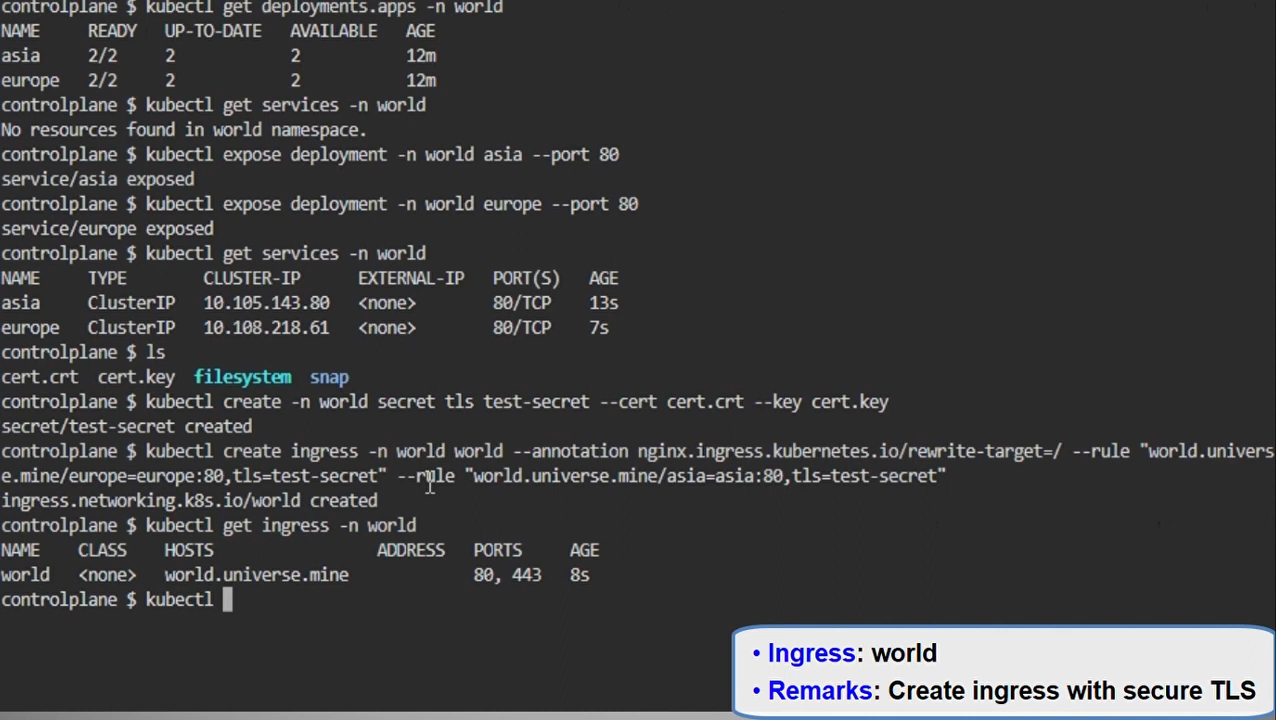 controlplane $ kubectl get deployments.apps -n world
NAME READY UP-TO-DATE AVAILABLE AGE
asia 2/2 2 2 12m
europe 2/2 2 2 12m
controlplane $ kubectl get services -n world
No resources found in world namespace.
controlplane $ kubectl expose deployment -n world asia --port 80
service/asia exposed
controlplane $ kubectl expose deployment -n world europe --port 80
service/europe exposed
controlplane $ kubectl get services -n world
NAME TYPE CLUSTER-IP EXTERNAL-IP PORT(S) AGE
asia ClusterIP 10.105.143.80 <none> 80/TCP 13s
europe ClusterIP 10.108.218.61 <none> 80/TCP 7s
controlplane $ ls
cert.crt cert.key filesystem snap
controlplane $ kubectl create -n world secret tls test-secret --cert cert.crt --key cert.key
secret/test-secret created
controlplane $ kubectl create ingress -n world world --annotation nginx.ingress.kubernetes.io/rewrite-target=/ --rule "world.univers
e.mine/europe=europe:80,tls=test-secret" --rule "world.universe.mine/asia=asia:80,tls=test-secret"
ingress.networking.k8s.io/world created
controlplane $ kubectl get ingress -n world
NAME CLASS HOSTS ADDRESS PORTS AGE
world <none> world.universe.mine 80, 443 8s
controlplane $ kubectl
• Ingress: world
• Remarks: Create ingress with secure TLS